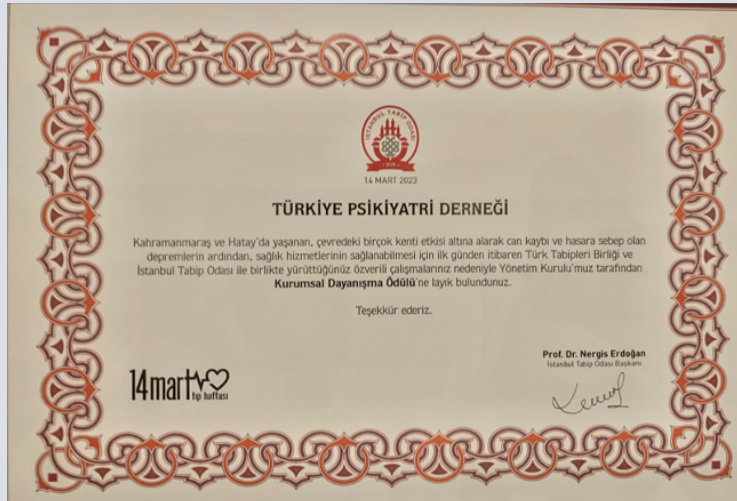 İSTANBUL TABİP ODASI
14 MART 2023
TÜRKİYE PSİKİYATRİ DERNEĞİ
Kahramanmaraş ve Hatay'da yaşanan, çevredeki birçok kenti etkisi altına alarak can kaybı ve hasara sebep olan
depremlerin ardından, sağlık hizmetlerinin sağlanabilmesi için ilk günden itibaren Türk Tabipleri Birliği ve
İstanbul Tabip Odası ile birlikte yürüttüğünüz özverili çalışmalarınız nedeniyle Yönetim Kurulu'muz tarafından
Kurumsal Dayanışma Ödülü'ne layık bulundunuz.
Teşekkür ederiz.
Prof. Dr. Nergis Erdoğan
İstanbul Tabip Odası Başkanı
14mart
tıp haftası